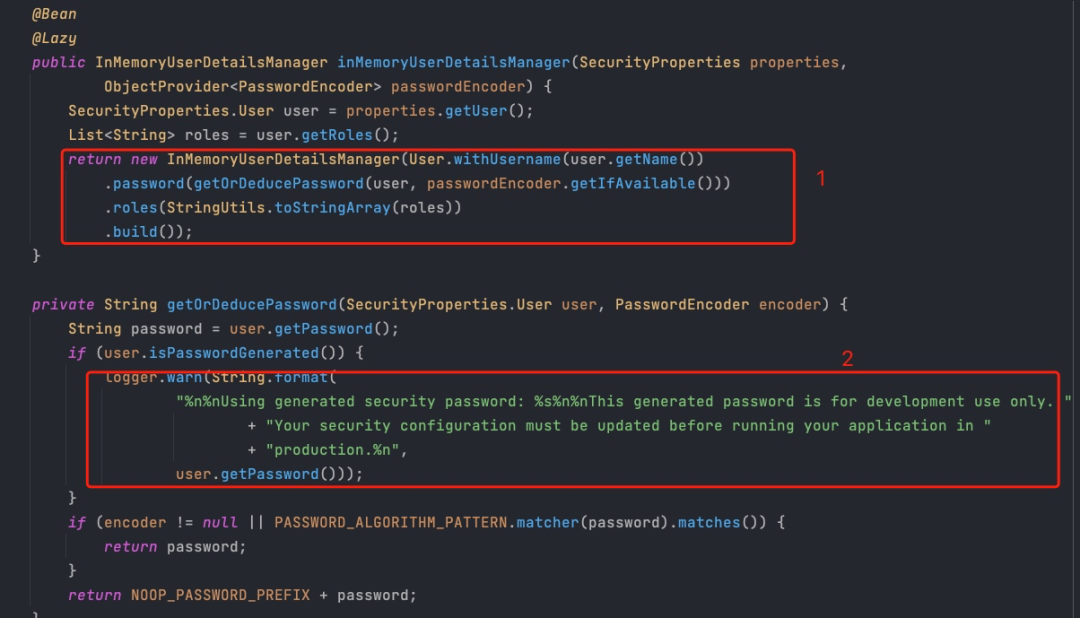 @Bean
@Lazy
public InMemoryUserDetailsManager inMemoryUserDetailsManager(SecurityProperties properties,
        ObjectProvider<PasswordEncoder> passwordEncoder) {
    SecurityProperties.User user = properties.getUser();
    List<String> roles = user.getRoles();
    return new InMemoryUserDetailsManager(User.withUsername(user.getName())
        .password(getOrDeducePassword(user, passwordEncoder.getIfAvailable()))
        .roles(StringUtils.toStringArray(roles))
        .build());
1
}
private String getOrDeducePassword(SecurityProperties.User user, PasswordEncoder encoder) {
    String password = user.getPassword();
    if (user.isPasswordGenerated()) {
2
        logger.warn(String.format(
                "%n%nUsing generated security password: %s%n%nThis generated password is for development use only. "
                        + "Your security configuration must be updated before running your application in "
                        + "production.%n",
                user.getPassword()));
    }
    if (encoder != null || PASSWORD_ALGORITHM_PATTERN.matcher(password).matches()) {
        return password;
    }
    return NOOP_PASSWORD_PREFIX + password;